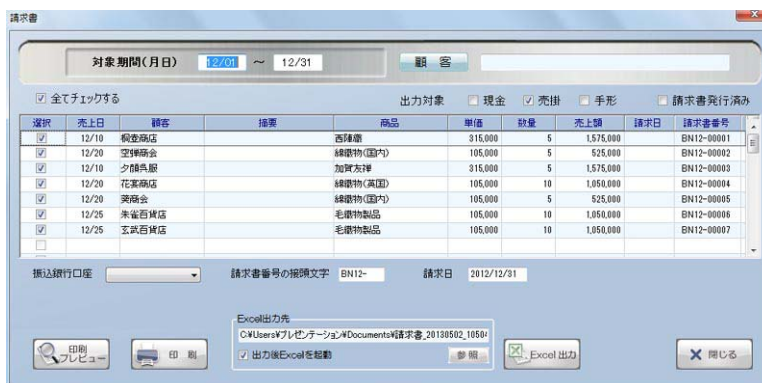 請求書
対象期間(月日) 12/01 ~ 12/31 顧 客
全てチェックする 出力対象 現金 売掛 手形 請求書発行済み
選択 売上日 顧客 摘要 商品 単価 数量 売上額 請求日 請求書番号
12/10 桐壺商店 西陣織 315,000 5 1,575,000 BN12-00001
12/20 空蝉商会 綿織物(国内) 105,000 5 525,000 BN12-00002
12/10 夕顔呉服 加賀友禅 315,000 5 1,575,000 BN12-00003
12/20 花宴商店 綿織物(英国) 105,000 10 1,050,000 BN12-00004
12/20 葵商会 綿織物(国内) 105,000 5 525,000 BN12-00005
12/25 朱雀百貨店 毛織物製品 105,000 10 1,050,000 BN12-00006
12/25 玄武百貨店 毛織物製品 105,000 10 1,050,000 BN12-00007
振込銀行口座 請求書番号の接頭文字 BN12- 請求日 2012/12/31
Excel出力先
C:¥Users¥プレゼンテーション¥Documents¥請求書_20130502_10504
出力後Excelを起動 参照
印刷プレビュー 印 刷 Excel 出力 閉じる